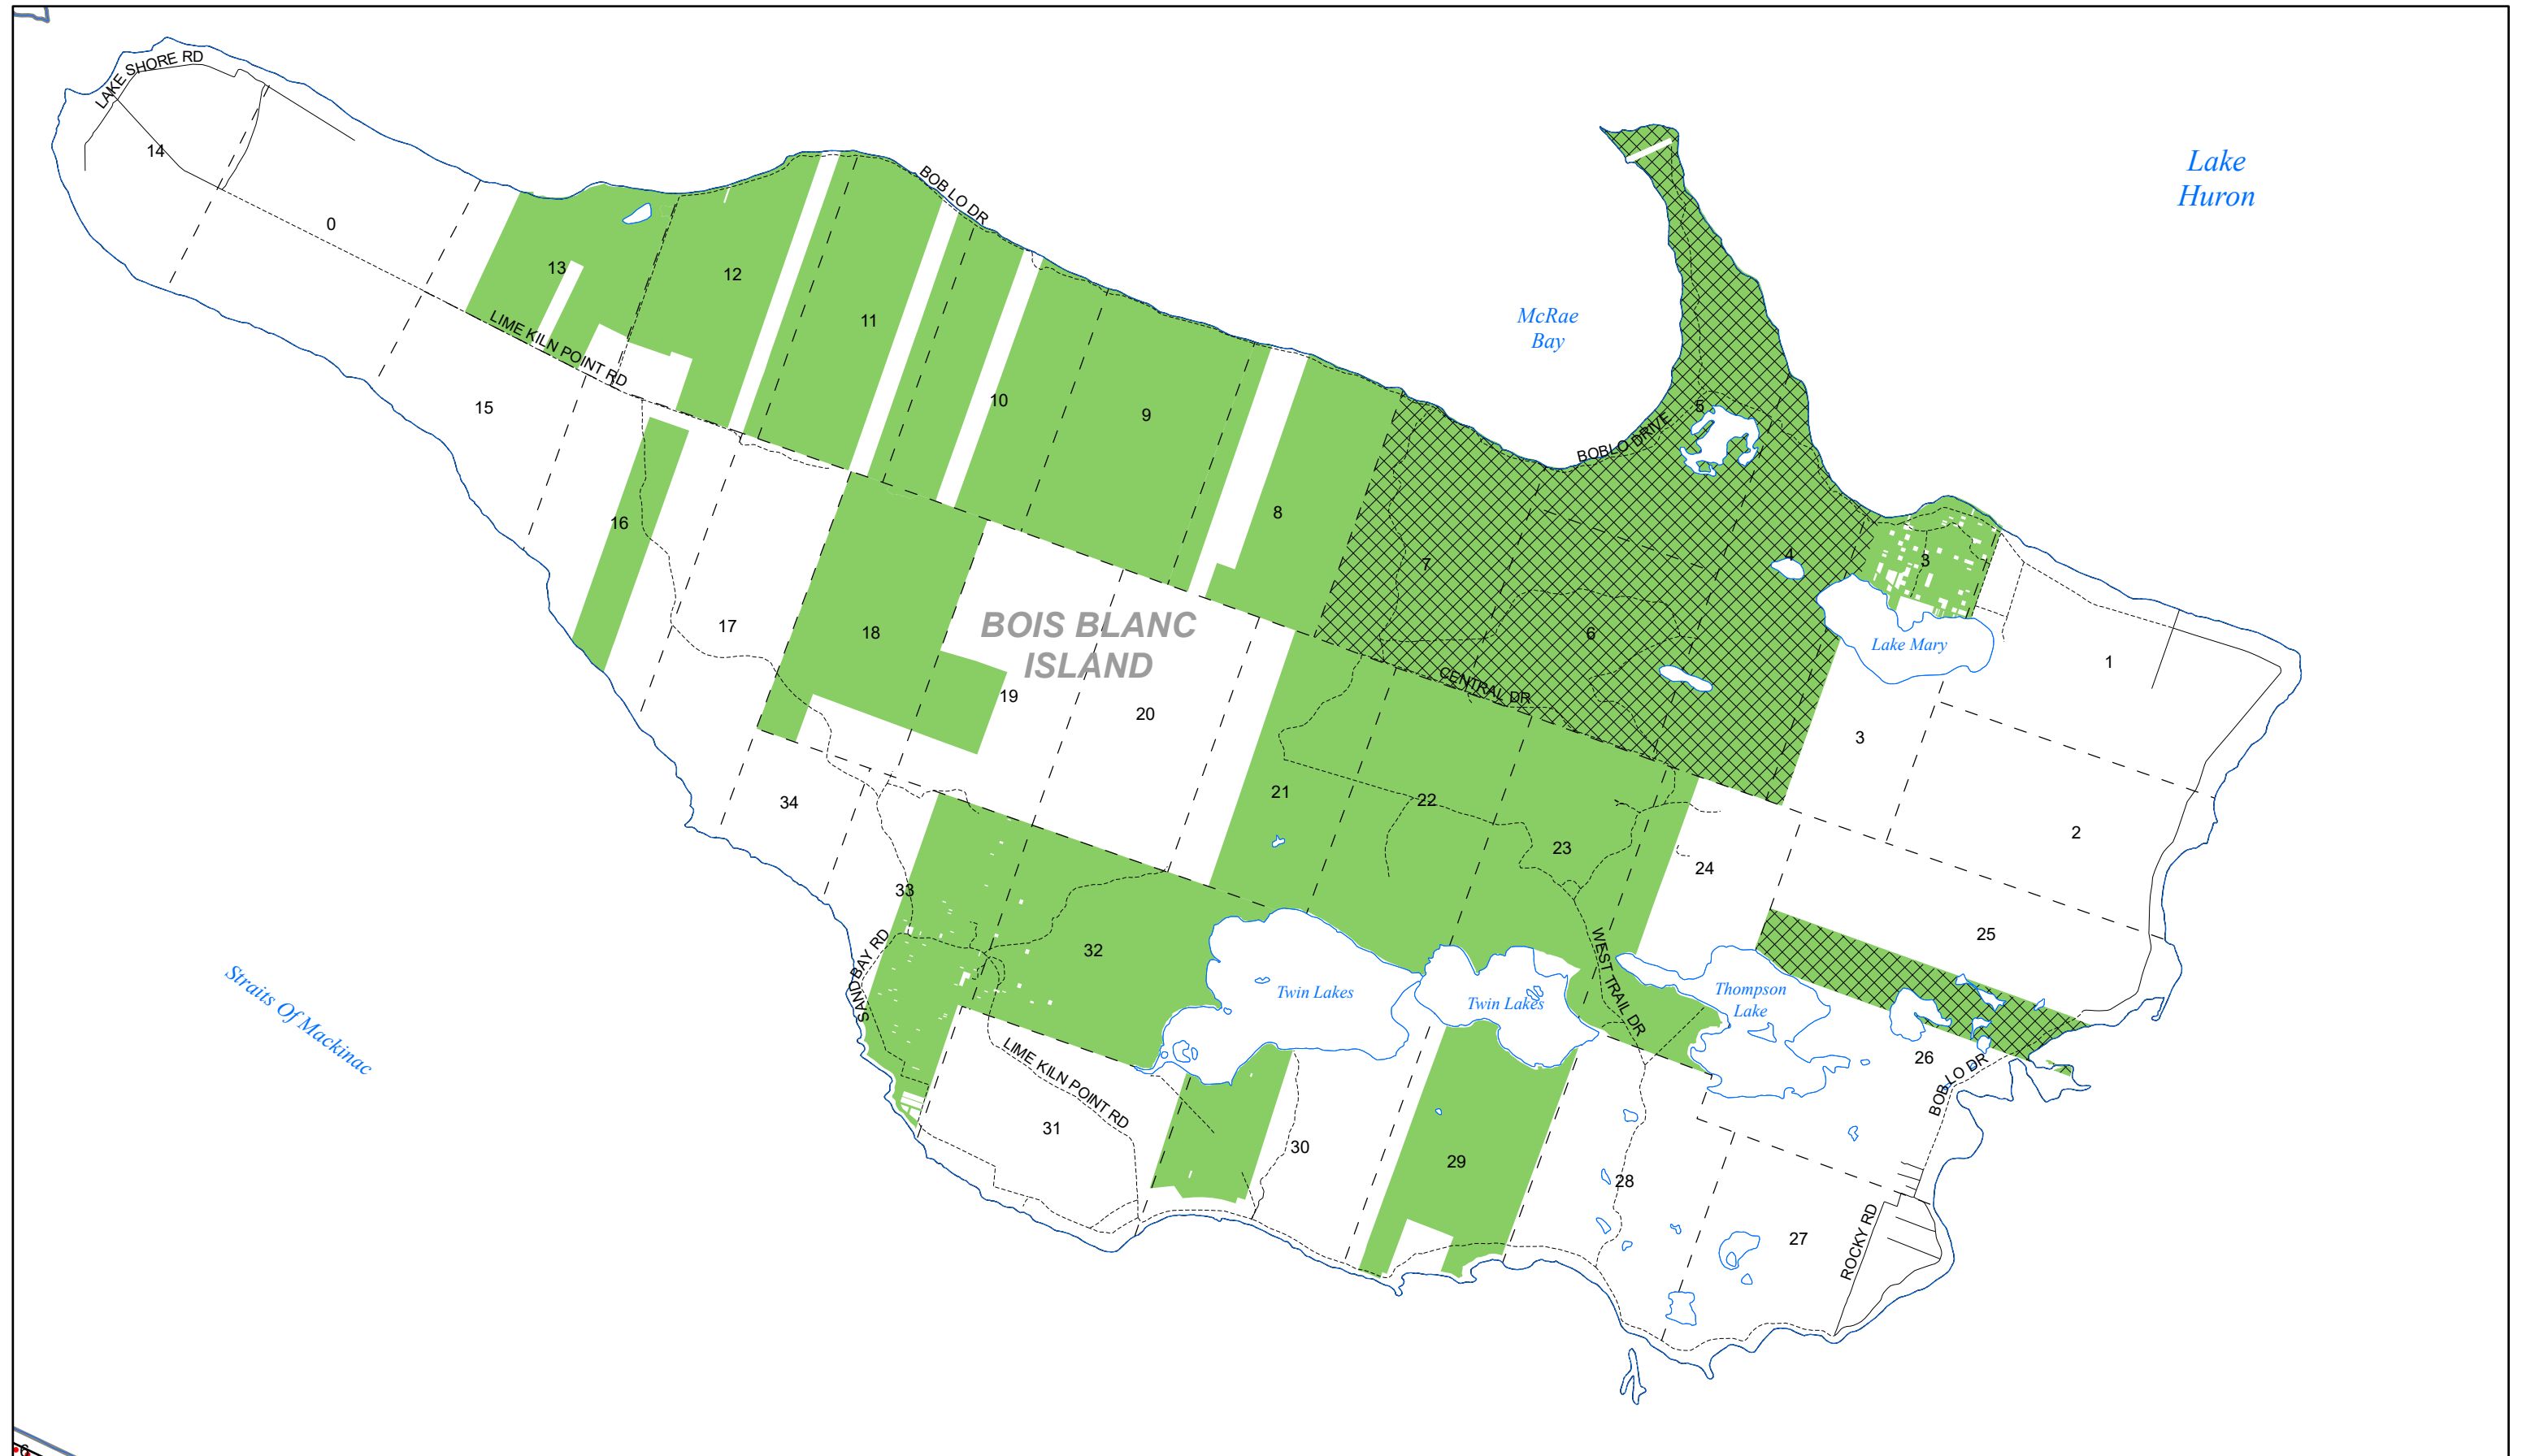 LAKE SHORE RD
14
0
Lake
Huron
BOB LO DR
13
12
11
McRae
Bay
LIME KILN POINT RD
15
10
9
5
BOBLO DRIVE
8
16
7
4
3
BOIS BLANC
ISLAND
17
18
6
Lake Mary
1
19
20
CENTRAL DR
3
34
21
22
2
23
24
33
25
32
SAND BAY RD
WEST TRAIL DR
Straits Of Mackinac
Twin Lakes
Twin Lakes
Thompson
Lake
LIME KILN POINT RD
26
BOB LO DR
31
30
29
28
27
ROCKY RD
6